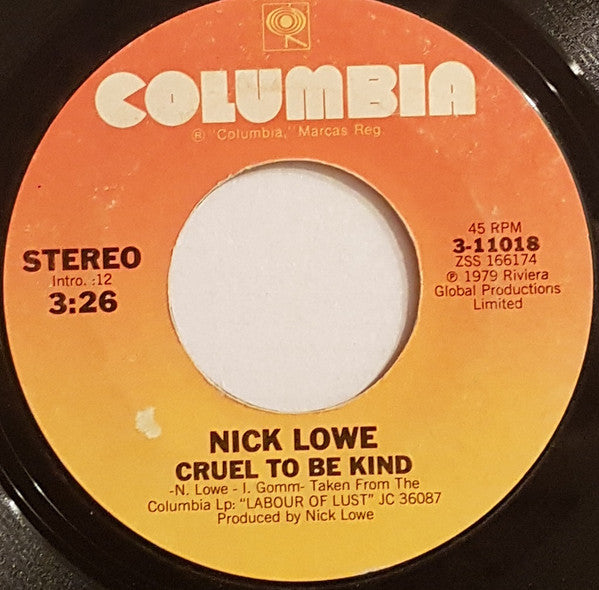 COLUMBIA
® "Columbia," Marcas Reg.
STEREO
Intro. :12
3:26
45 RPM
3-11018
ZSS 166174
℗ 1979 Riviera
Global Productions
Limited
NICK LOWE
CRUEL TO BE KIND
-N. Lowe - I. Gomm- Taken From The
Columbia Lp: "LABOUR OF LUST" JC 36087
Produced by Nick Lowe